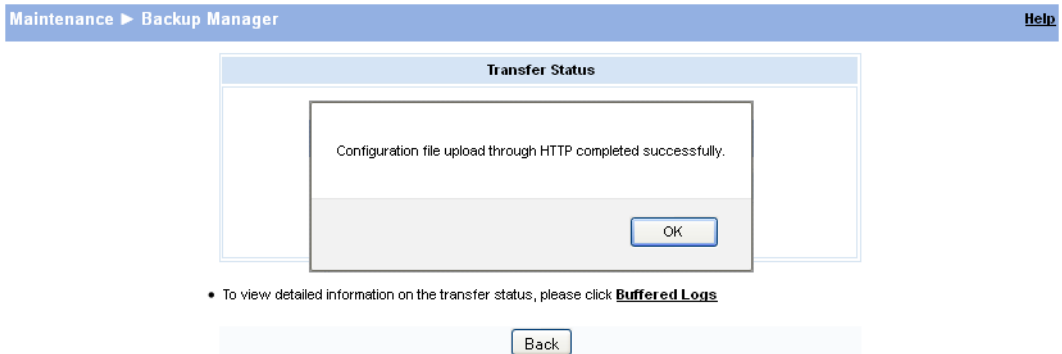 Maintenance ► Backup Manager
Help
Transfer Status
Configuration file upload through HTTP completed successfully.
OK
• To view detailed information on the transfer status, please click Buffered Logs
Back